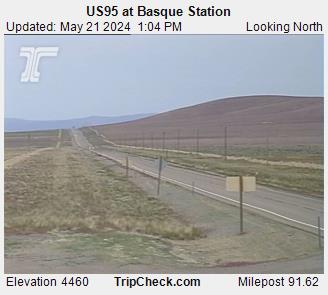 US95 at Basque Station
Updated: May 21 2024 1:04 PM Looking North
Elevation 4460 TripCheck.com Milepost 91.62